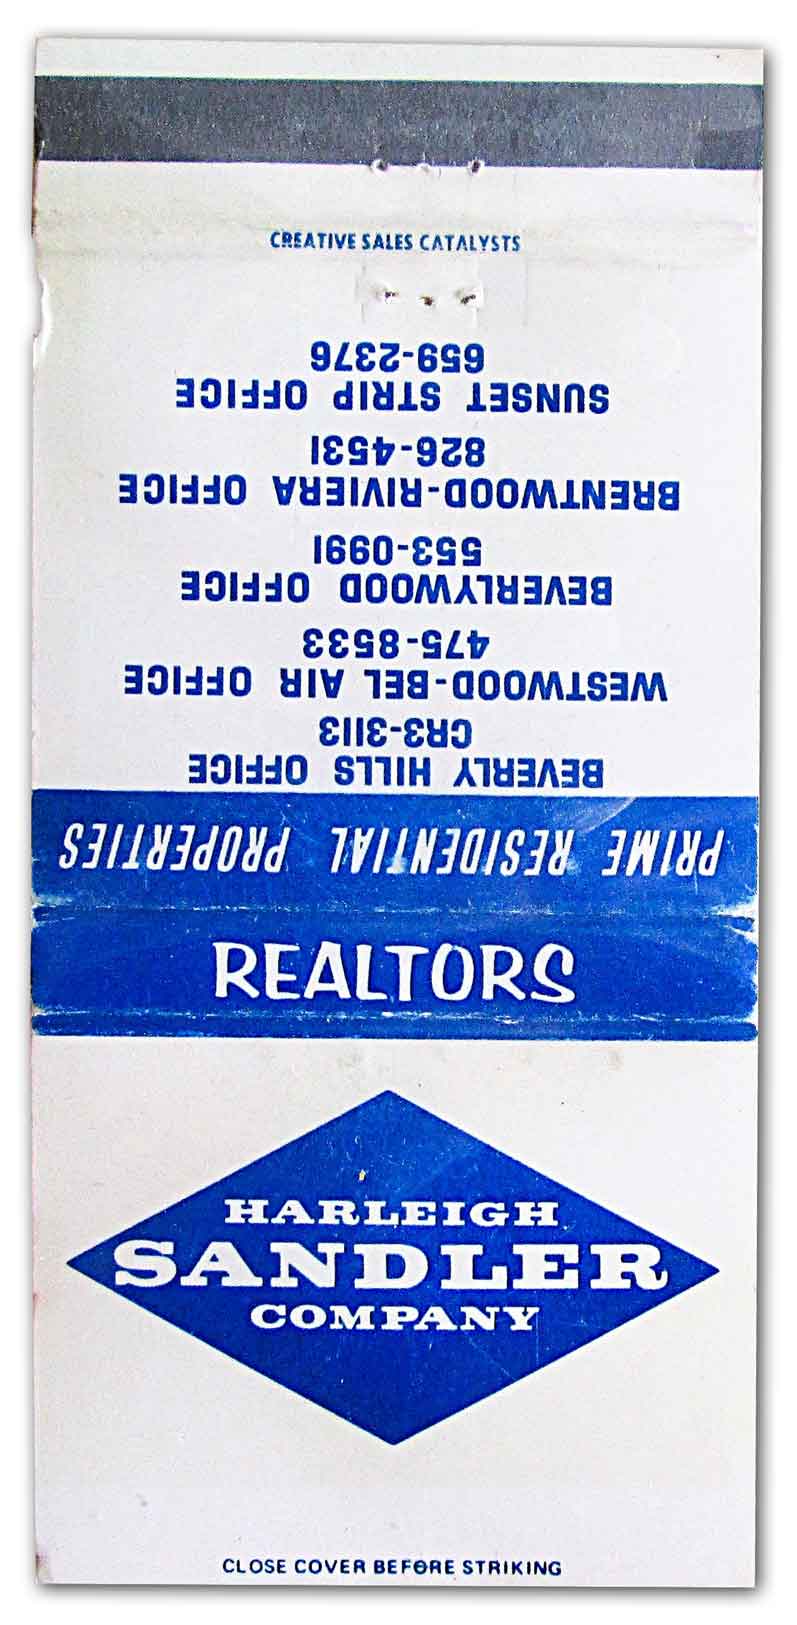 CREATIVE SALES CATALYSTS
PRIME RESIDENTIAL PROPERTIES
BEVERLY HILLS OFFICE
CR3-3113
WESTWOOD-BEL AIR OFFICE
475-8533
BEVERLYWOOD OFFICE
553-0991
BRENTWOOD-RIVIERA OFFICE
826-4531
SUNSET STRIP OFFICE
659-2376
REALTORS
HARLEIGH
SANDLER
COMPANY
CLOSE COVER BEFORE STRIKING